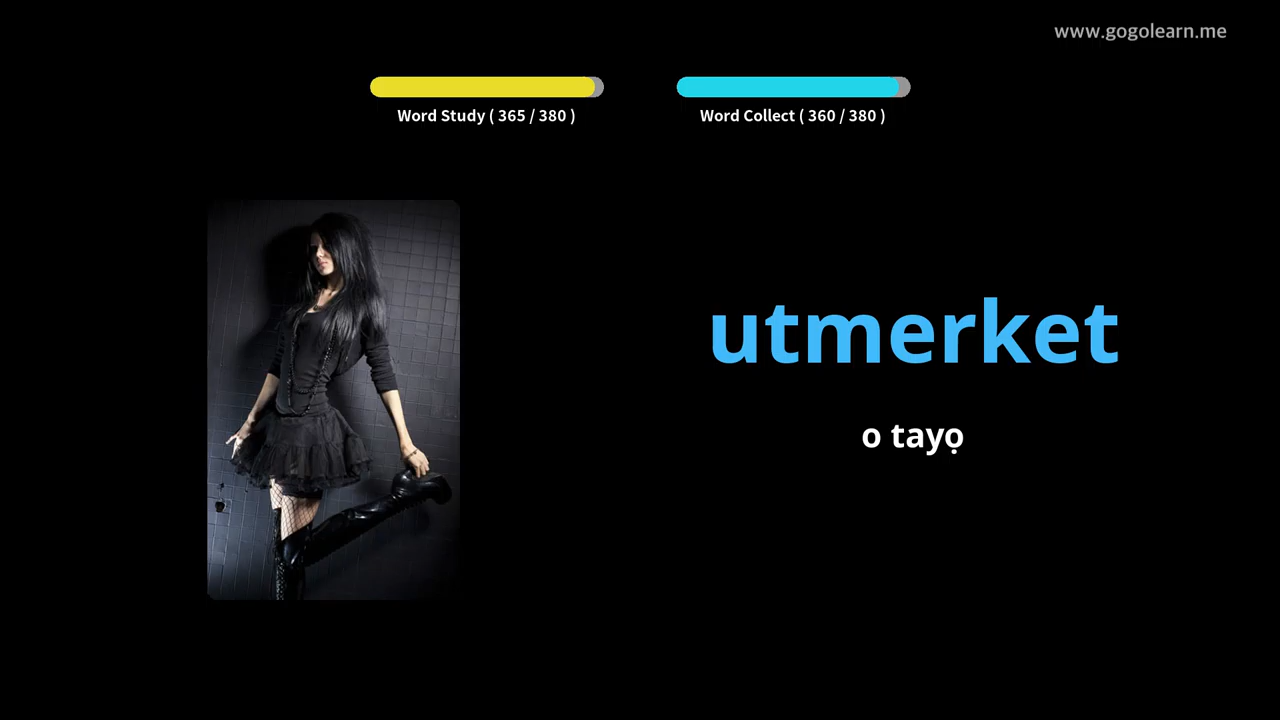 www.gogolearn.me
Word Study ( 365 / 380 )
Word Collect ( 360 / 380 )
utmerket
o tayọ